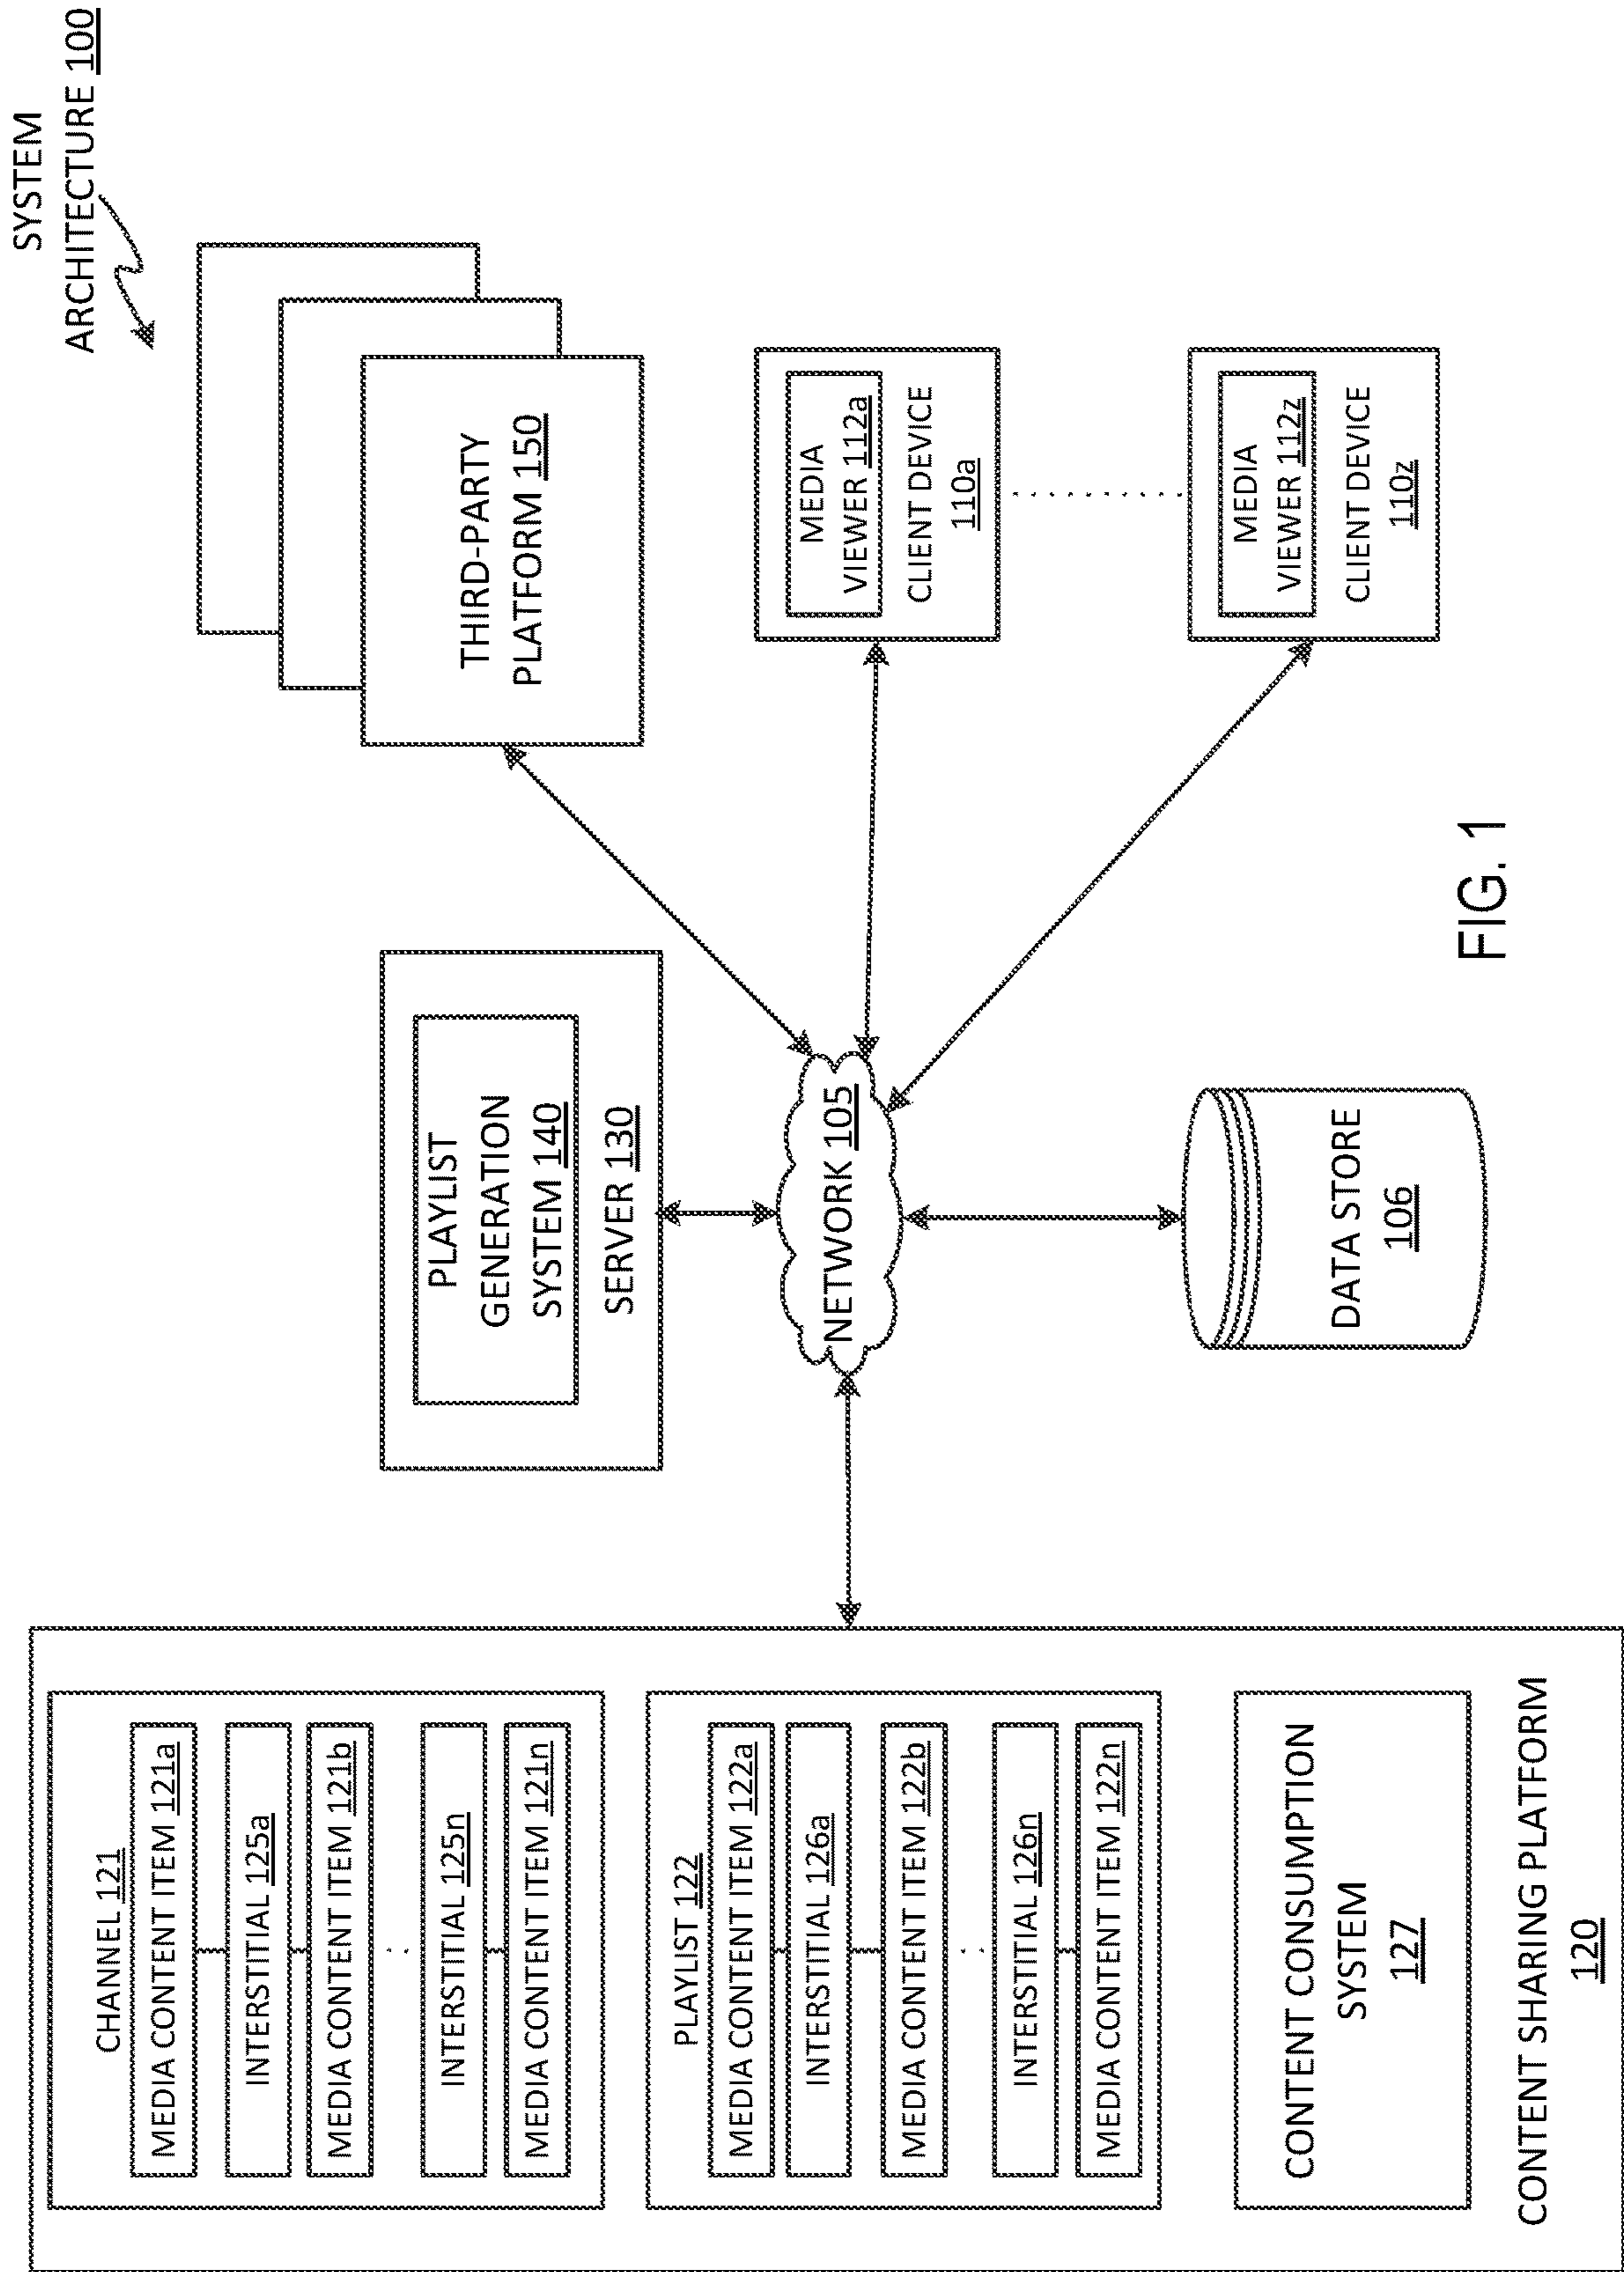 SYSTEM
ARCHITECTURE 100
CHANNEL 121
MEDIA CONTENT ITEM 121a
INTERSTITIAL 125a
MEDIA CONTENT ITEM 121b
INTERSTITIAL 125n
MEDIA CONTENT ITEM 121n
PLAYLIST 122
MEDIA CONTENT ITEM 122a
INTERSTITIAL 126a
MEDIA CONTENT ITEM 122b
INTERSTITIAL 126n
MEDIA CONTENT ITEM 122n
CONTENT CONSUMPTION
SYSTEM
127
CONTENT SHARING PLATFORM
120
PLAYLIST
GENERATION
SYSTEM 140
SERVER 130
NETWORK 105
DATA STORE
106
THIRD-PARTY
PLATFORM 150
MEDIA
VIEWER 112a
CLIENT DEVICE
110a
MEDIA
VIEWER 112z
CLIENT DEVICE
110z
FIG. 1